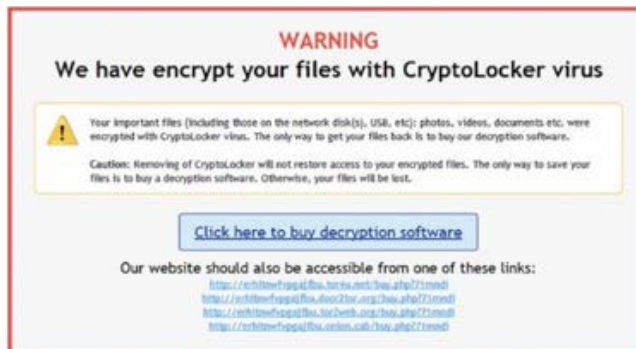 WARNING
We have encrypt your files with CryptoLocker virus
Your important files (including those on the network disk(s), USB, etc): photos, videos, documents etc. were
encrypted with CryptoLocker virus. The only way to get your files back is to buy our decryption software.
Caution: Removing of CryptoLocker will not restore access to your encrypted files. The only way to save your
files is to buy a decryption software. Otherwise, your files will be lost.
Click here to buy decryption software
Our website should also be accessible from one of these links: